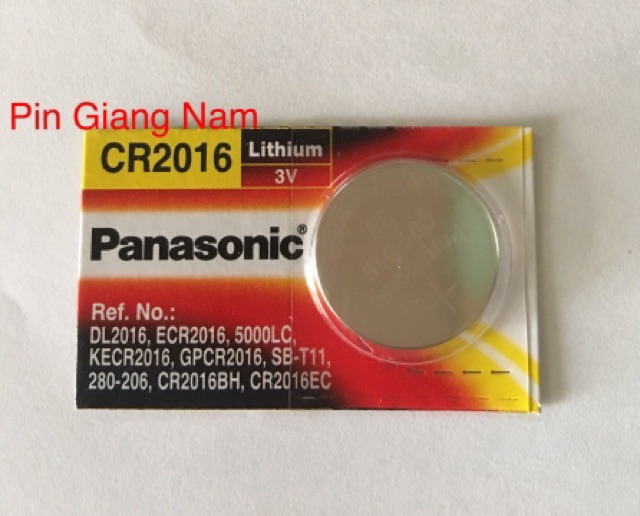 Pin Giang Nam
CR2016
Lithium
3V
Panasonic®
Ref. No.:
DL2016, ECR2016, 5000LC,
KECR2016, GPCR2016, SB-T11,
280-206, CR2016BH, CR2016EC